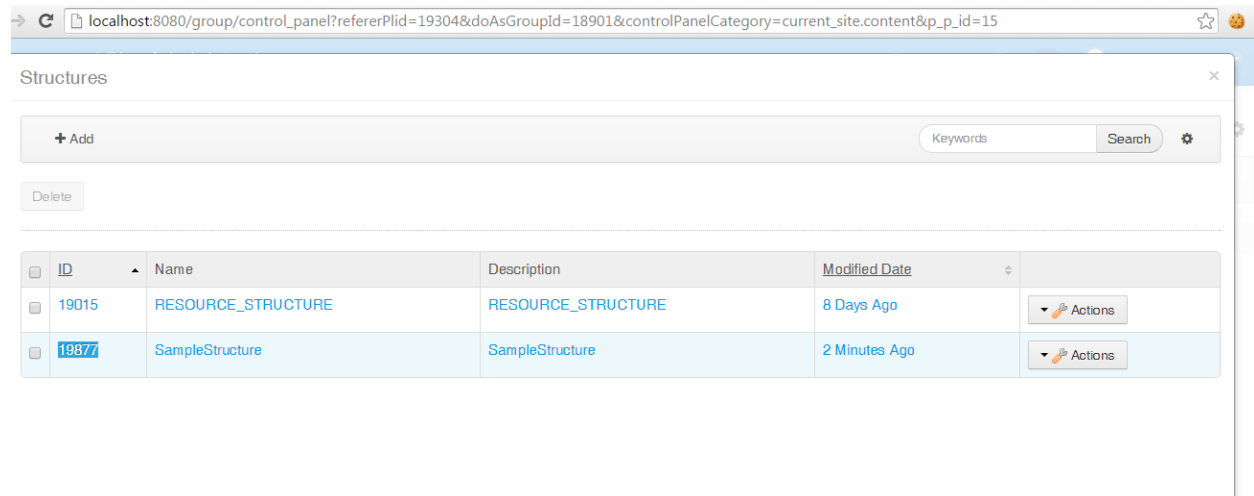 localhost:8080/group/control_panel?refererPlid=19304&doAsGroupId=18901&controlPanelCategory=current_site.content&p_p_id=15
Structures ×
+ Add Keywords Search
Delete
ID Name Description Modified Date
19015 RESOURCE_STRUCTURE RESOURCE_STRUCTURE 8 Days Ago Actions
19877 SampleStructure SampleStructure 2 Minutes Ago Actions